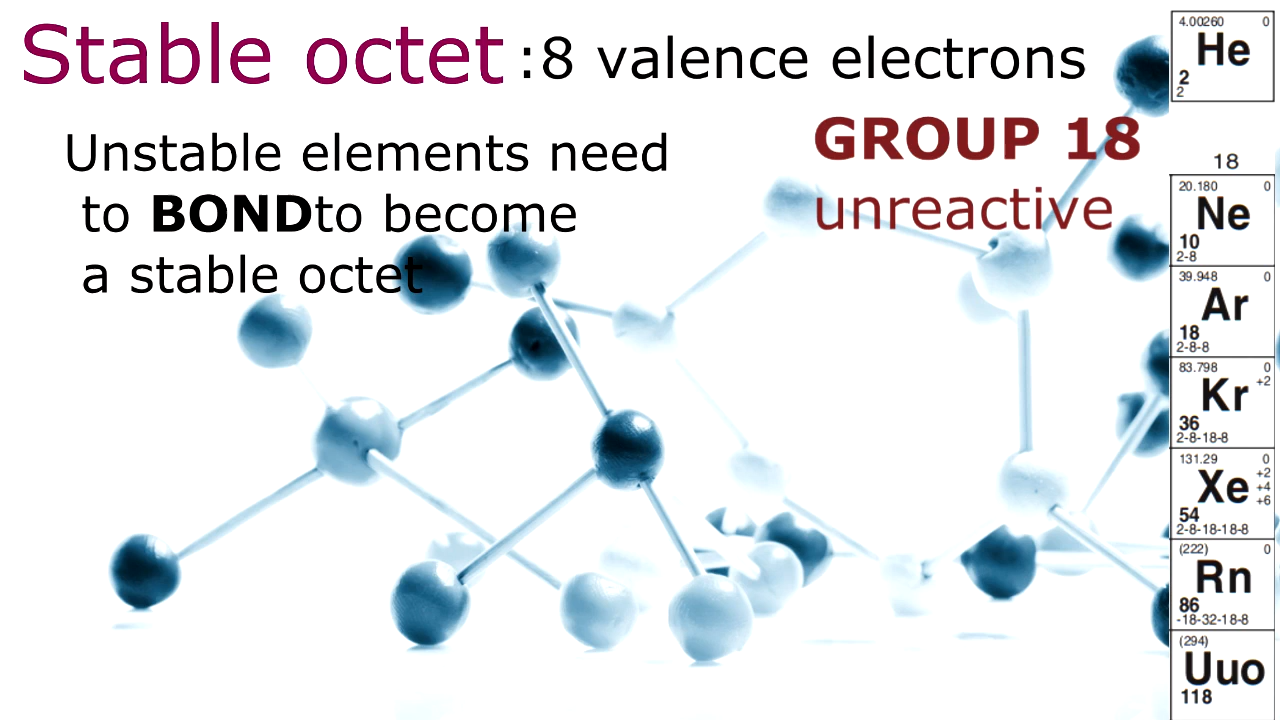 Stable octet :8 valence electrons
Unstable elements need
to BONDto become
a stable octet
GROUP 18
unreactive
4.00260 0
He
2
2
18
20.180 0
Ne
10
2-8
39.948 0
Ar
18
2-8-8
83.798 0
+2
Kr
36
2-8-18-8
131.29 0
+2
+4
+6
Xe
54
2-8-18-18-8
(222) 0
Rn
86
-18-32-18-8
(294)
Uuo
118